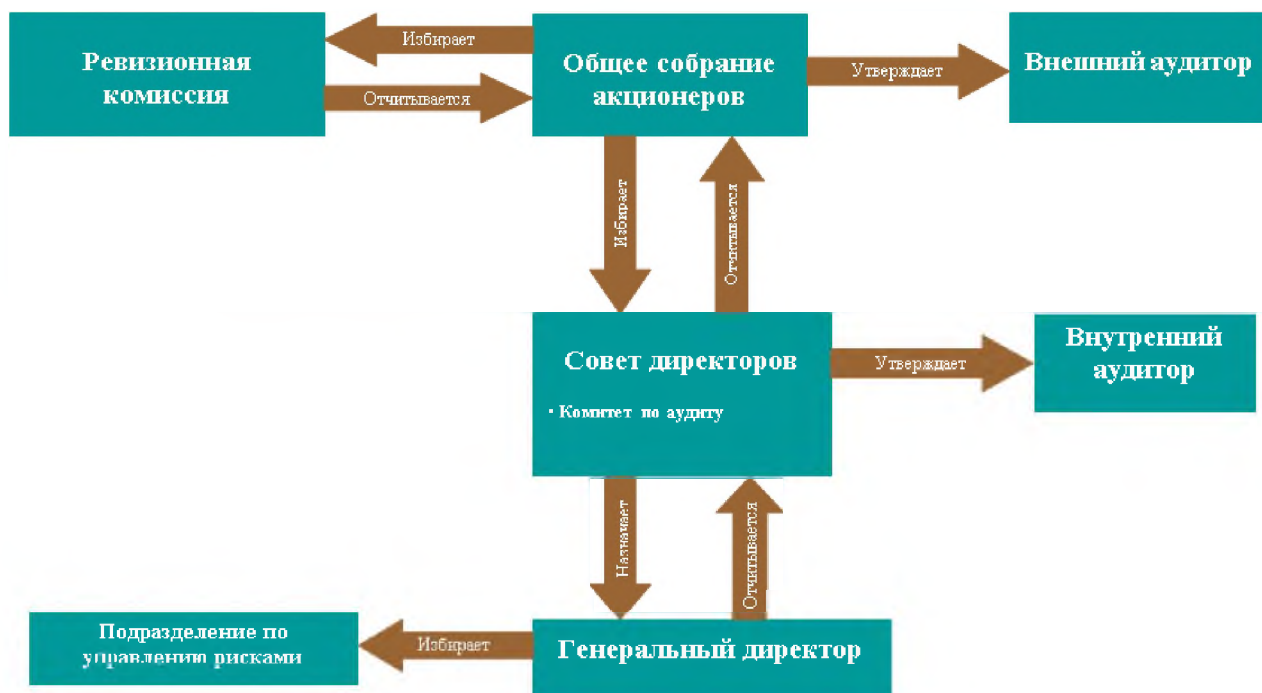 Ревизионная
комиссия
Избирает
Отчитывается
Общее собрание
акционеров
Утверждает
Внешний аудитор
Избирает
Отчитывается
Совет директоров
• Комитет по аудиту
Утверждает
Внутренний
аудитор
Назначает
Отчитывается
Подразделение по
управлению рисками
Избирает
Генеральный директор